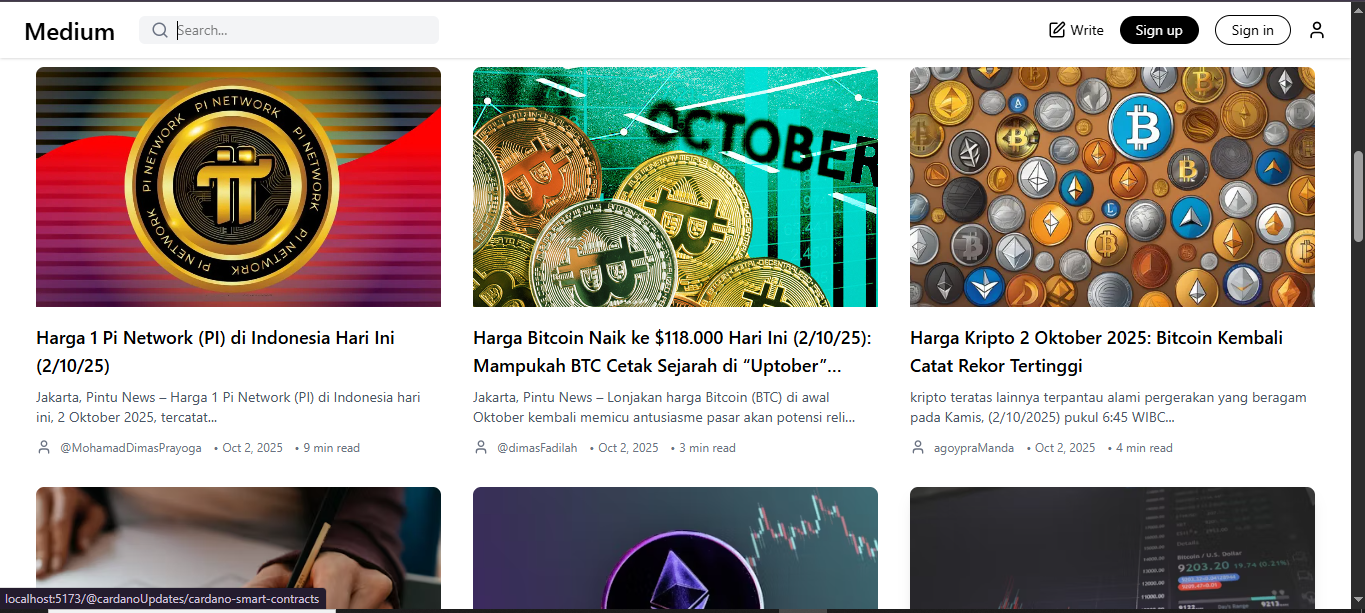 Medium
Search...
Write
Sign up
Sign in
PI NETWORK
PI NETWORK
PI NETWORK
PI NETWORK
PI NETWORK
OCTOBER
Harga 1 Pi Network (PI) di Indonesia Hari Ini
(2/10/25)
Jakarta, Pintu News – Harga 1 Pi Network (PI) di Indonesia hari
ini, 2 Oktober 2025, tercatat...
@MohamadDimasPrayoga • Oct 2, 2025 • 9 min read
Harga Bitcoin Naik ke $118.000 Hari Ini (2/10/25):
Mampukah BTC Cetak Sejarah di “Uptober”...
Jakarta, Pintu News – Lonjakan harga Bitcoin (BTC) di awal
Oktober kembali memicu antusiasme pasar akan potensi reli...
@dimasFadilah • Oct 2, 2025 • 3 min read
Harga Kripto 2 Oktober 2025: Bitcoin Kembali
Catat Rekor Tertinggi
kripto teratas lainnya terpantau alami pergerakan yang beragam
pada Kamis, (2/10/2025) pukul 6:45 WIBC...
agoypraManda • Oct 2, 2025 • 4 min read
Bitcoin / U.S. Dollar
9203.20 19.74 (0.21%)
localhost:5173/@cardanoUpdates/cardano-smart-contracts